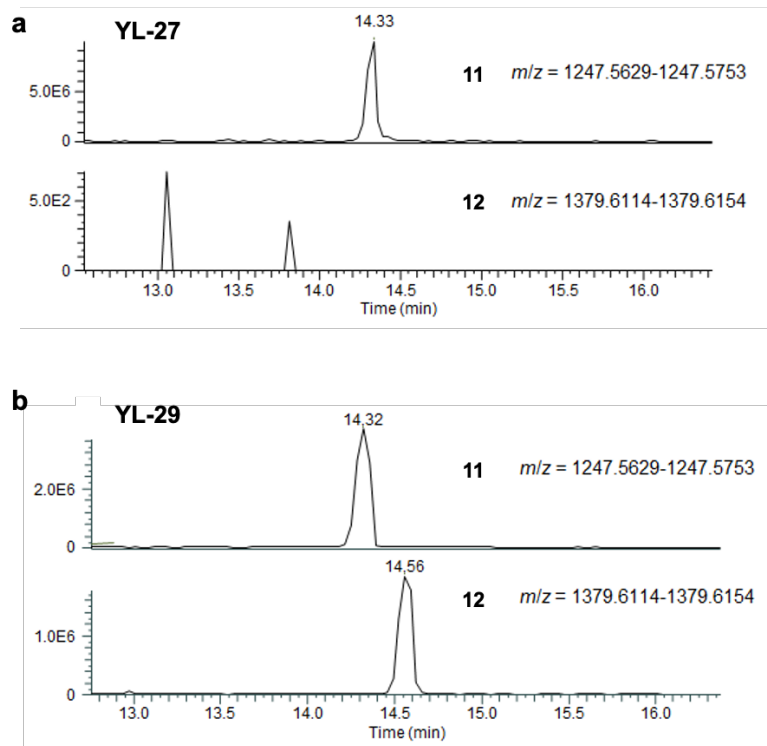 a
YL-27
14.33
5.0E6
0
11 m/z = 1247.5629-1247.5753
5.0E2
0
12 m/z = 1379.6114-1379.6154
13.0 13.5 14.0 14.5 15.0 15.5 16.0
Time (min)
b
YL-29
14.32
2.0E6
0
11 m/z = 1247.5629-1247.5753
14.56
1.0E6
0
12 m/z = 1379.6114-1379.6154
13.0 13.5 14.0 14.5 15.0 15.5 16.0
Time (min)